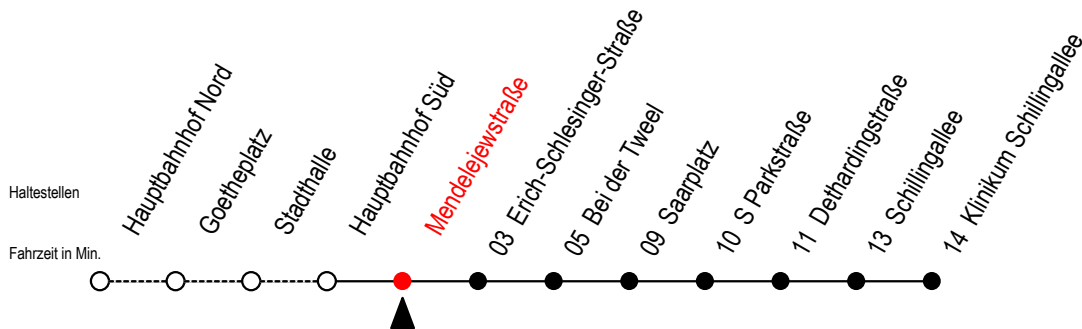 Haltestellen
Fahrzeit in Min.
Hauptbahnhof Nord
Goetheplatz
Stadthalle
Hauptbahnhof Süd
Mendelejewstraße
03 Erich-Schlesinger-Straße
05 Bei der Tweel
09 Saarplatz
10 S Parkstraße
11 Dethardingstraße
13 Schillingallee
14 Klinikum Schillingallee